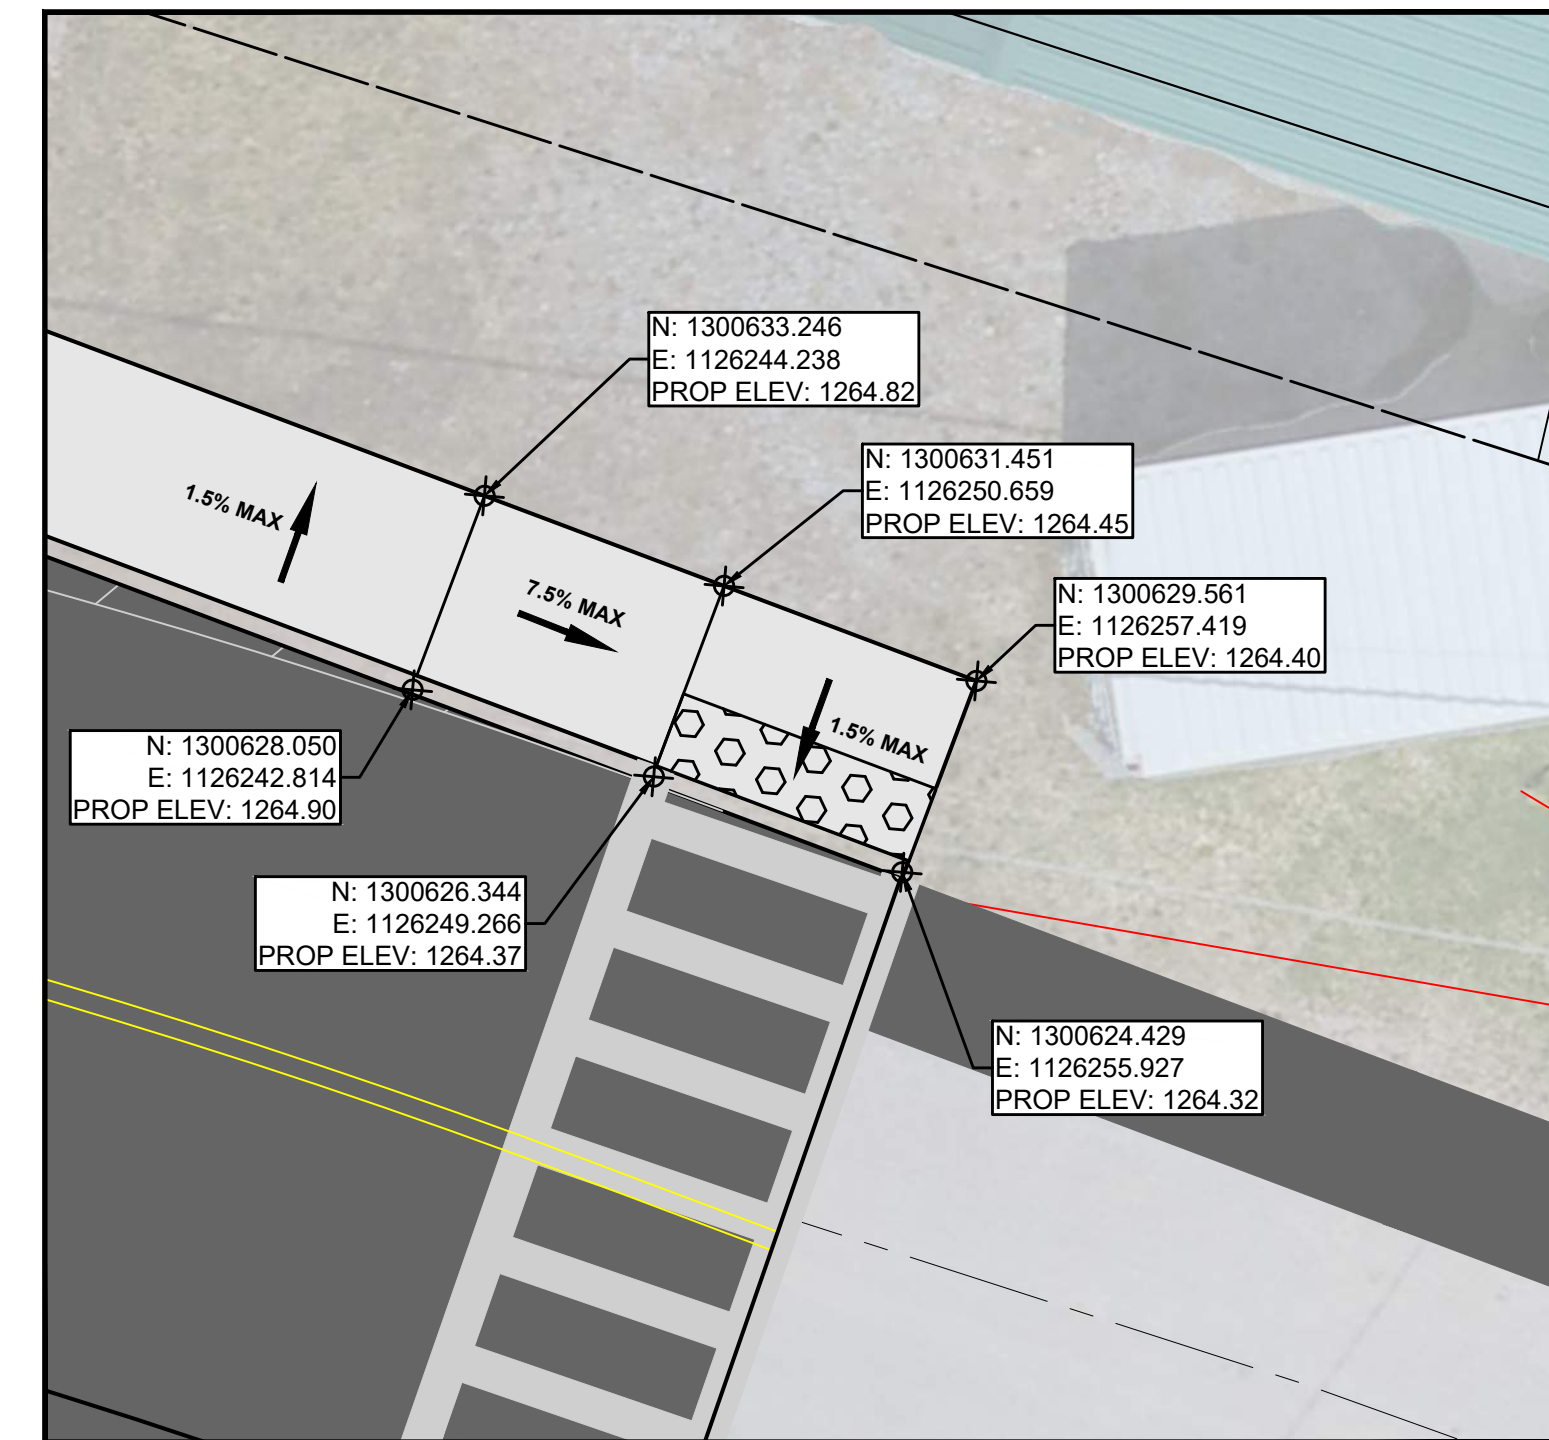 N: 1300633.246
E: 1126244.238
PROP ELEV: 1264.82
N: 1300631.451
E: 1126250.659
PROP ELEV: 1264.45
1.5% MAX
7.5% MAX
N: 1300629.561
E: 1126257.419
PROP ELEV: 1264.40
1.5% MAX
N: 1300628.050
E: 1126242.814
PROP ELEV: 1264.90
N: 1300626.344
E: 1126249.266
PROP ELEV: 1264.37
N: 1300624.429
E: 1126255.927
PROP ELEV: 1264.32